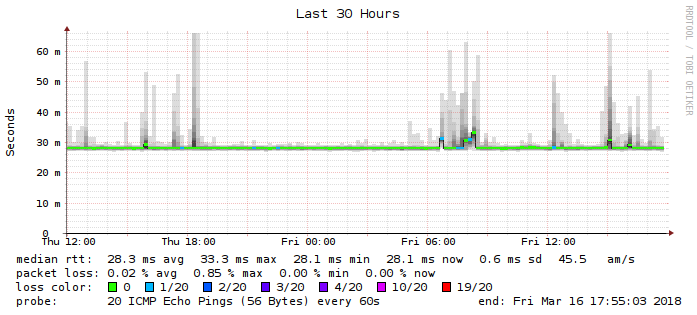 Last 30 Hours
RRDTOOL / TOBI OETIKER
Seconds
60 m
50 m
40 m
30 m
20 m
10 m
0
Thu 12:00 Thu 18:00 Fri 00:00 Fri 06:00 Fri 12:00
median rtt: 28.3 ms avg 33.3 ms max 28.1 ms min 28.1 ms now 0.6 ms sd 45.5 am/s
packet loss: 0.02 % avg 0.85 % max 0.00 % min 0.00 % now
loss color: 0 1/20 2/20 3/20 4/20 10/20 19/20
probe: 20 ICMP Echo Pings (56 Bytes) every 60s end: Fri Mar 16 17:55:03 2018